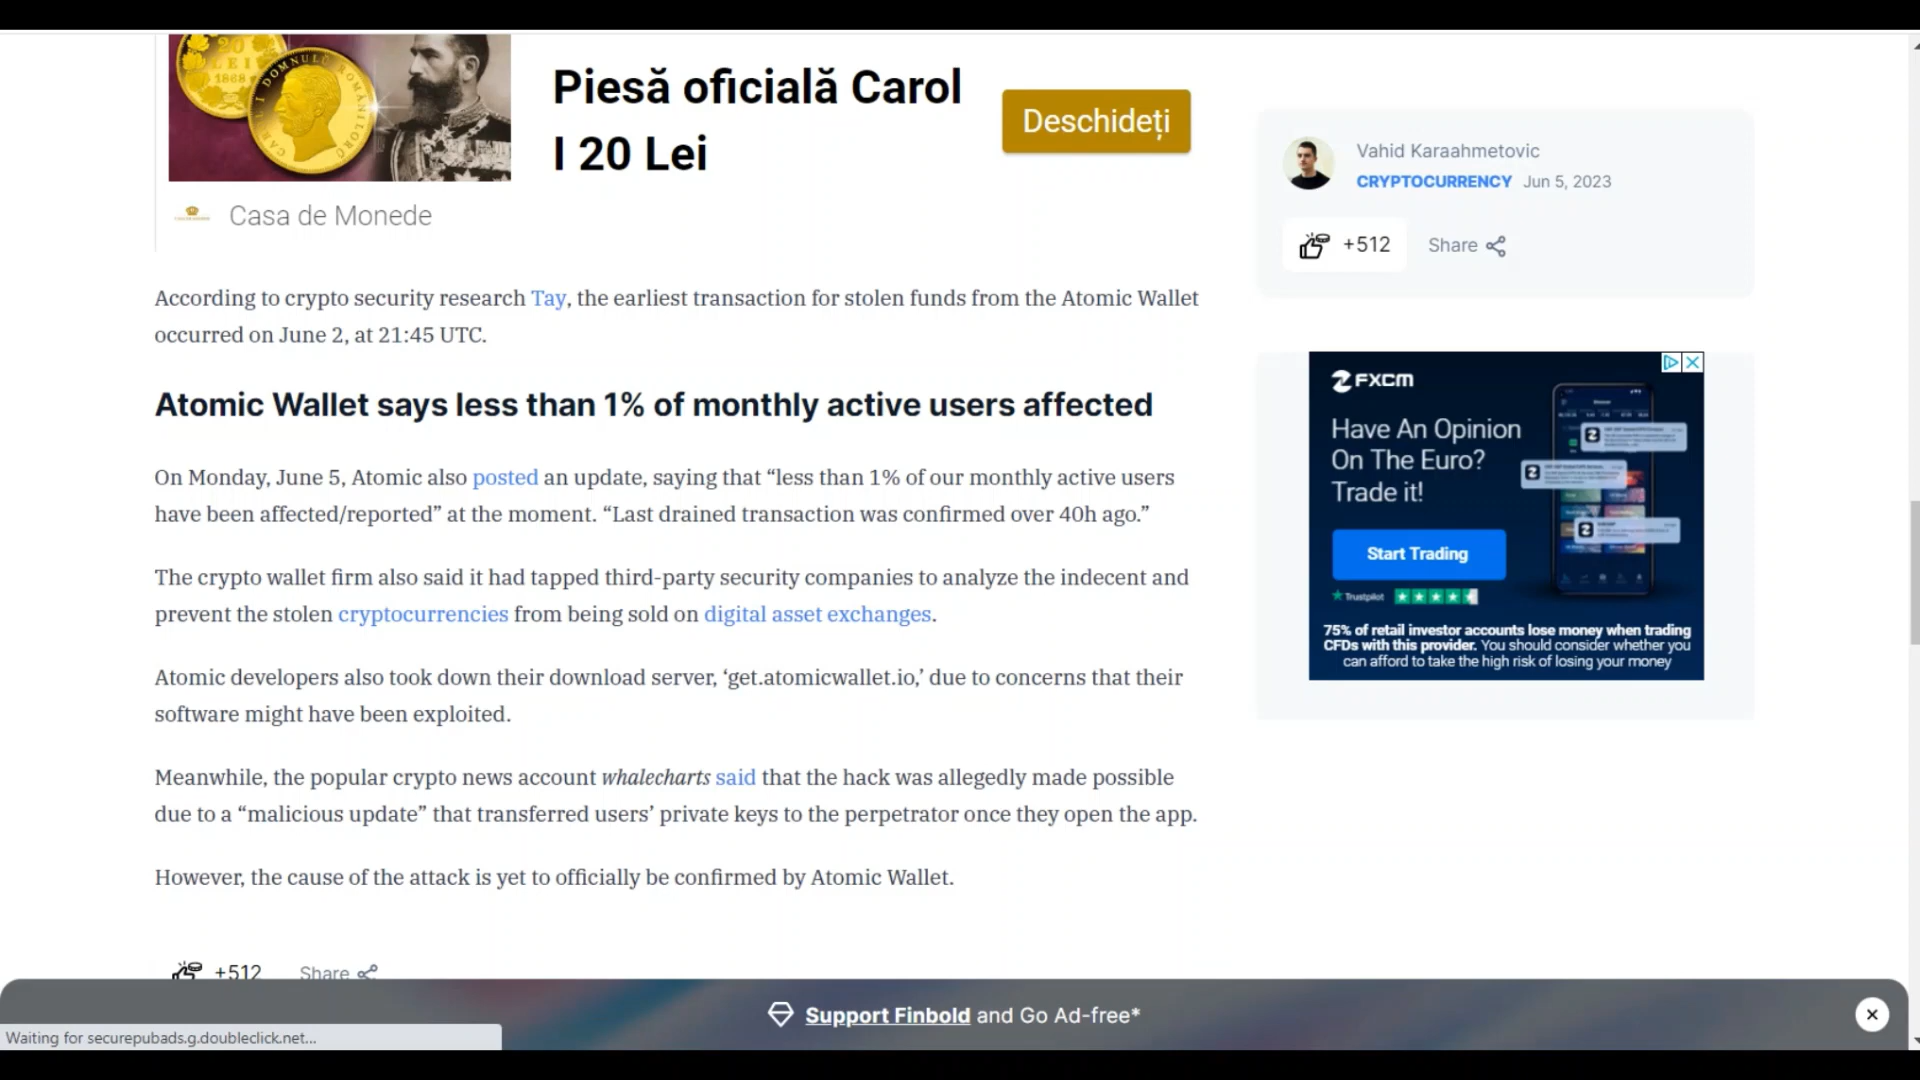 Piesă oficială Carol
I 20 Lei
Deschideți
Casa de Monede
Vahid Karaahmetovic
CRYPTOCURRENCY Jun 5, 2023
+512 Share
According to crypto security research Tay, the earliest transaction for stolen funds from the Atomic Wallet
occurred on June 2, at 21:45 UTC.
Atomic Wallet says less than 1% of monthly active users affected
On Monday, June 5, Atomic also posted an update, saying that “less than 1% of our monthly active users
have been affected/reported” at the moment. “Last drained transaction was confirmed over 40h ago.”
The crypto wallet firm also said it had tapped third-party security companies to analyze the indecent and
prevent the stolen cryptocurrencies from being sold on digital asset exchanges.
Atomic developers also took down their download server, ‘get.atomicwallet.io,’ due to concerns that their
software might have been exploited.
Meanwhile, the popular crypto news account whalecharts said that the hack was allegedly made possible
due to a “malicious update” that transferred users’ private keys to the perpetrator once they open the app.
However, the cause of the attack is yet to officially be confirmed by Atomic Wallet.
+512 Share
FXCM
Have An Opinion
On The Euro?
Trade it!
Start Trading
Trustpilot
75% of retail investor accounts lose money when trading
CFDs with this provider. You should consider whether you
can afford to take the high risk of losing your money
Support Finbold and Go Ad-free*
Waiting for securepubads.g.doubleclick.net...